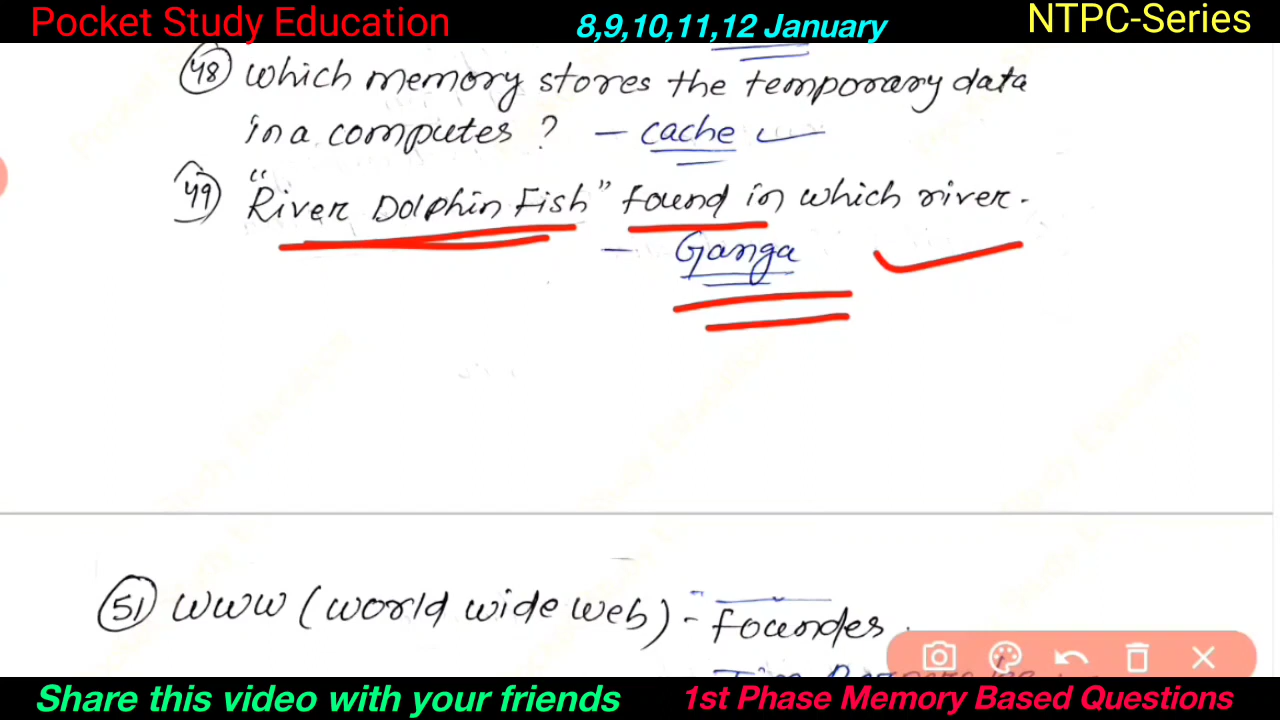 Pocket Study Education
8,9,10,11,12 January
NTPC-Series
48 which memory stores the temporary data
in a computes ? - cache
49 "River Dolphin Fish" found in which river.
- Ganga
51 WWW (world wide web) - foundes
Share this video with your friends
1st Phase Memory Based Questions